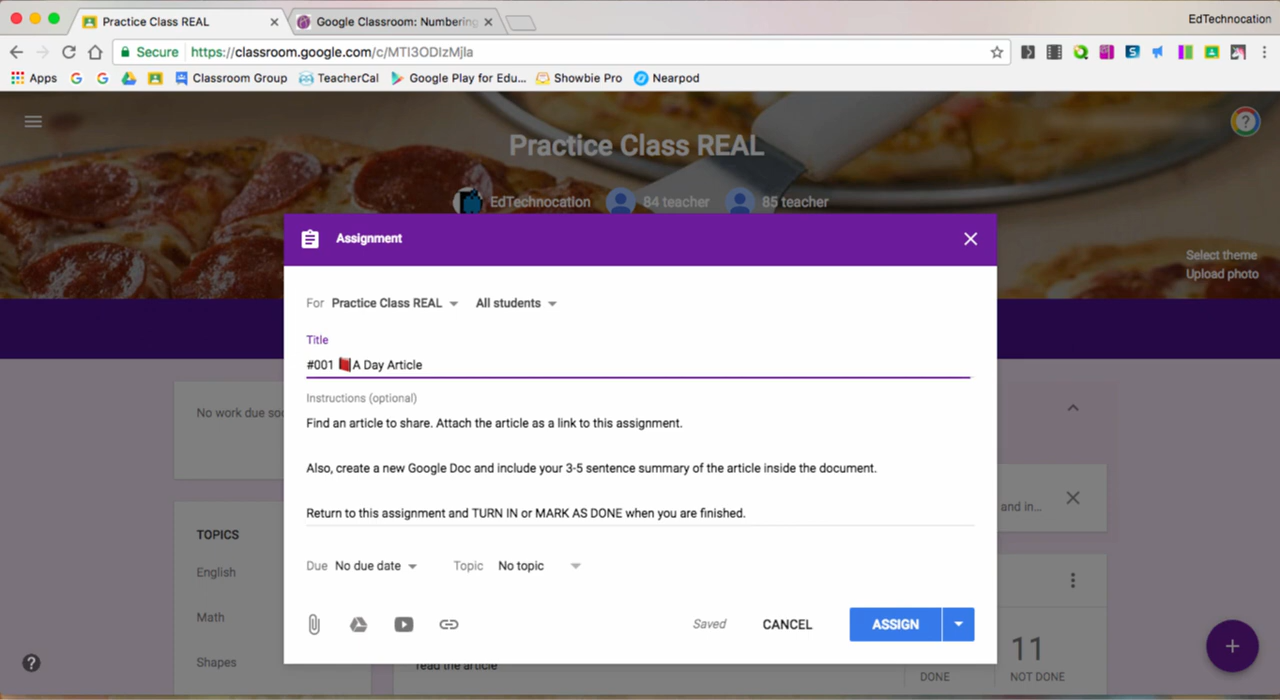 Practice Class REAL
Google Classroom: Numbering
EdTechnocation
Secure
https://classroom.google.com/c/MTI3ODIzMjla
Apps
Classroom Group
TeacherCal
Google Play for Edu...
Showbie Pro
Nearpod
Practice Class REAL
EdTechnocation
84 teacher
85 teacher
Select theme
Upload photo
Assignment
For Practice Class REAL All students
Title
#001 📕A Day Article
Instructions (optional)
Find an article to share. Attach the article as a link to this assignment.
Also, create a new Google Doc and include your 3-5 sentence summary of the article inside the document.
Return to this assignment and TURN IN or MARK AS DONE when you are finished.
Due No due date Topic No topic
Saved CANCEL ASSIGN
No work due
and in...
TOPICS
English
Math
Shapes
read the article
DONE
11
NOT DONE